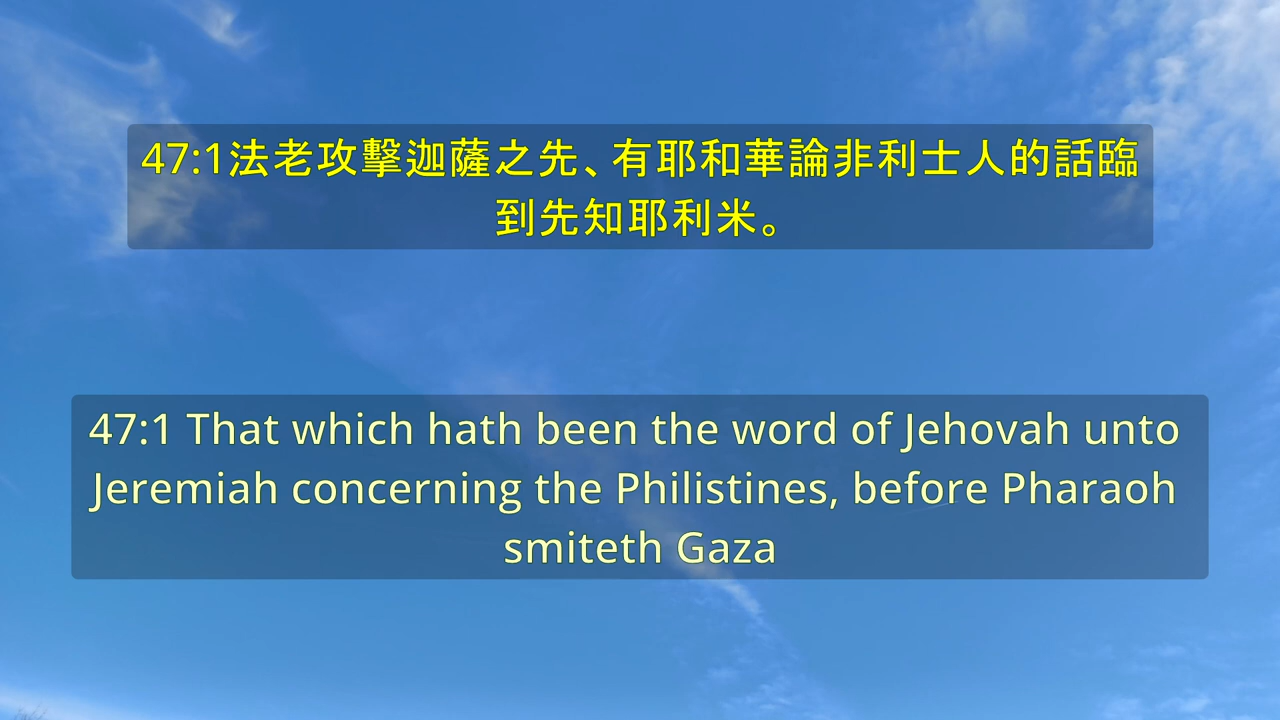 47:1法老攻擊迦薩之先、有耶和華論非利士人的話臨
到先知耶利米。
47:1 That which hath been the word of Jehovah unto
Jeremiah concerning the Philistines, before Pharaoh
smiteth Gaza